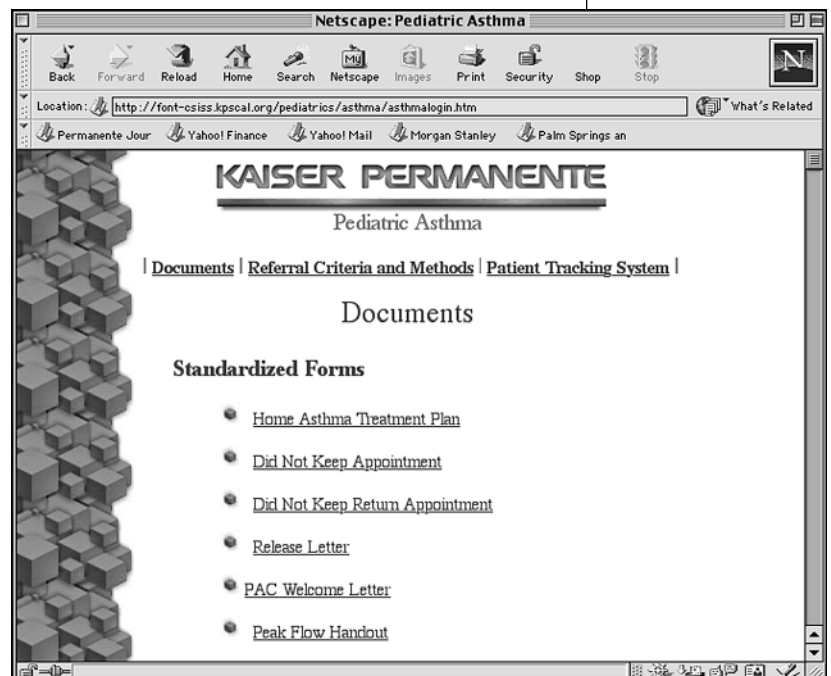 Netscape: Pediatric Asthma
Back Forward Reload Home Search Netscape Images Print Security Shop Stop
My
N
Location: http://font-csiss.kpscal.org/pediatrics/asthma/asthmalogin.htm What's Related
Permanente Jour Yahoo! Finance Yahoo! Mail Morgan Stanley Palm Springs an
KAISER PERMANENTE
Pediatric Asthma
| Documents | Referral Criteria and Methods | Patient Tracking System |
Documents
Standardized Forms
Home Asthma Treatment Plan
Did Not Keep Appointment
Did Not Keep Return Appointment
Release Letter
PAC Welcome Letter
Peak Flow Handout